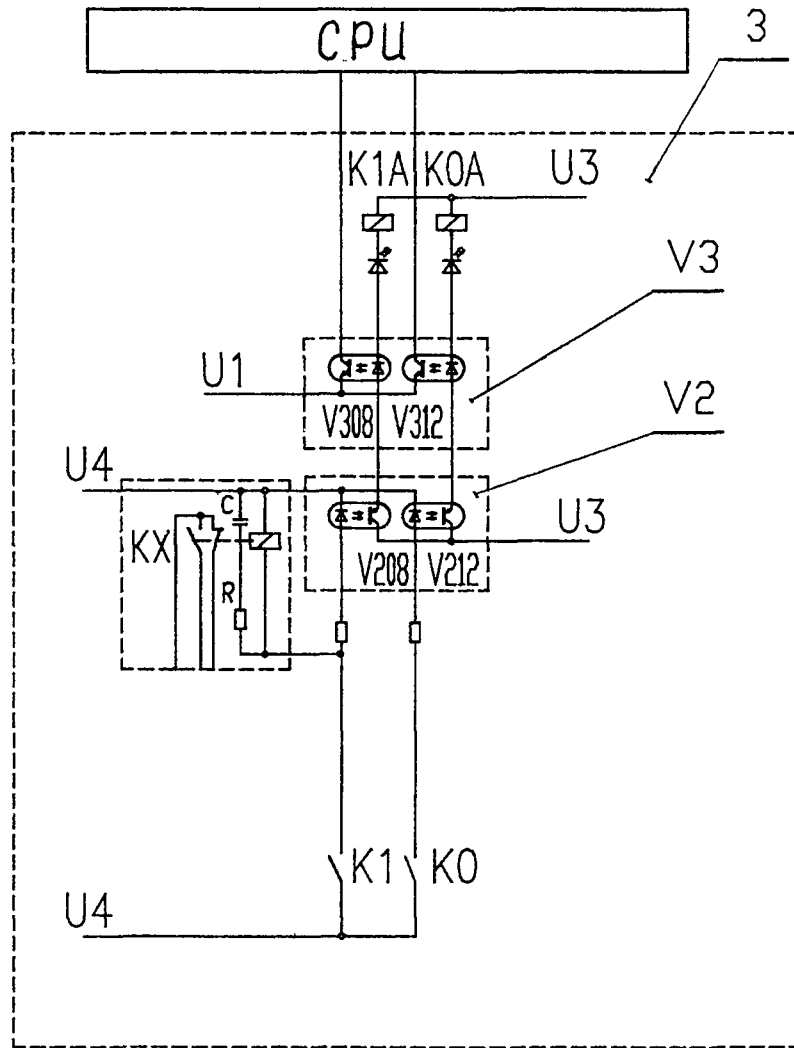 CPU
3
K1A K0A U3
V3
U1
V308 V312
V2
U4
C
U3
KX
V208 V212
R
K1 K0
U4